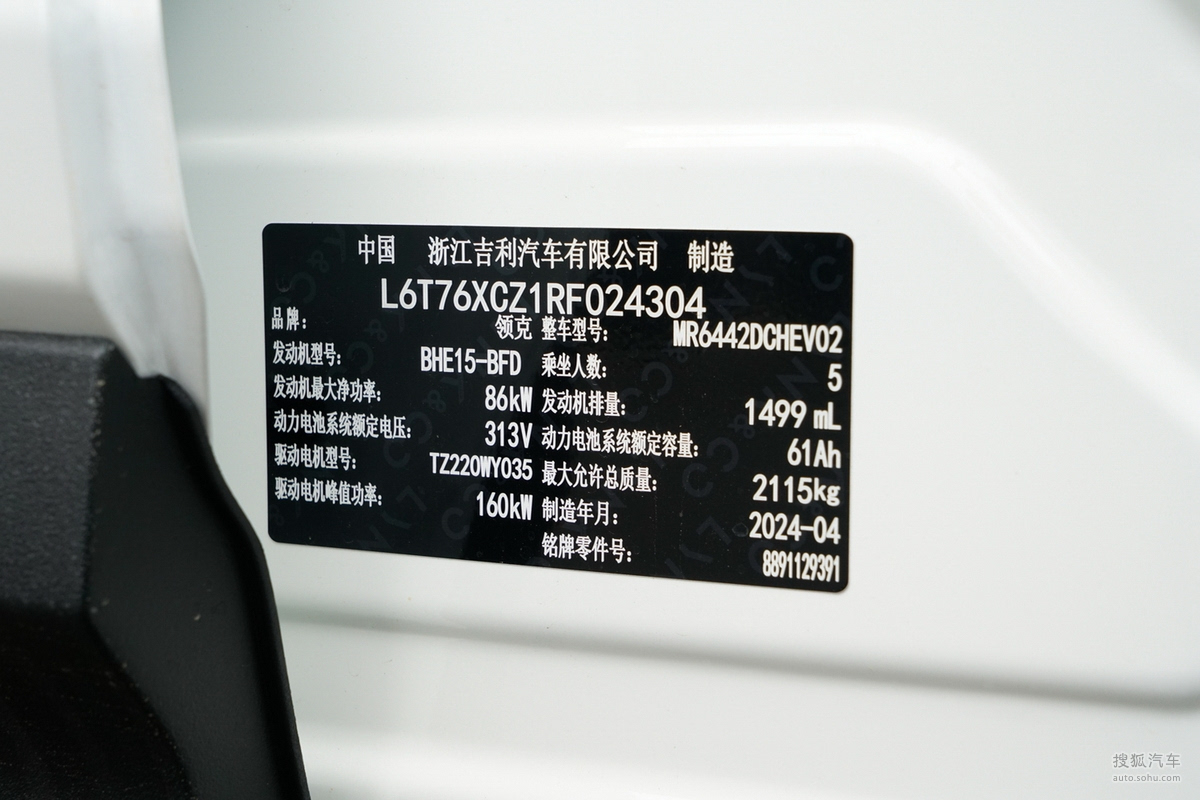 中国 浙江吉利汽车有限公司 制造
L6T76XCZ1RF024304
品牌: 领克 整车型号: MR6442DCHEV02
发动机型号: BHE15-BFD 乘坐人数: 5
发动机最大净功率: 86kW 发动机排量: 1499 mL
动力电池系统额定电压: 313V 动力电池系统额定容量: 61Ah
驱动电机型号: TZ220WY035 最大允许总质量: 2115kg
驱动电机峰值功率: 160kW 制造年月: 2024-04
铭牌零件号: 8891129391
搜狐汽车
auto.sohu.com